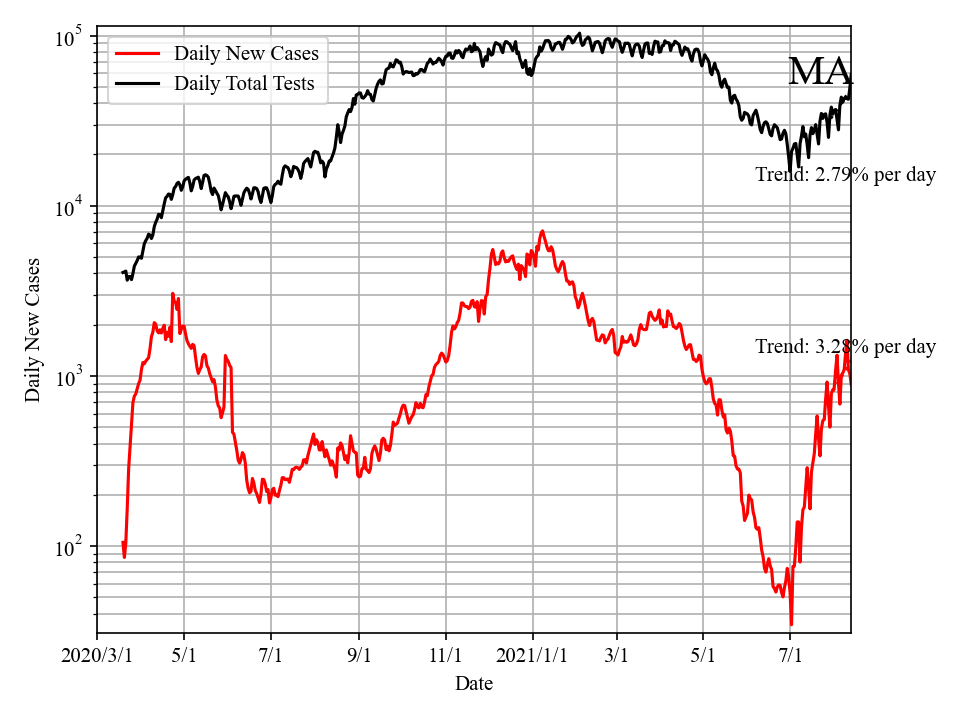 10^5
Daily New Cases
Daily Total Tests
MA
Trend: 2.79% per day
10^4
Trend: 3.28% per day
10^3
10^2
Daily New Cases
2020/3/1 5/1 7/1 9/1 11/1 2021/1/1 3/1 5/1 7/1
Date